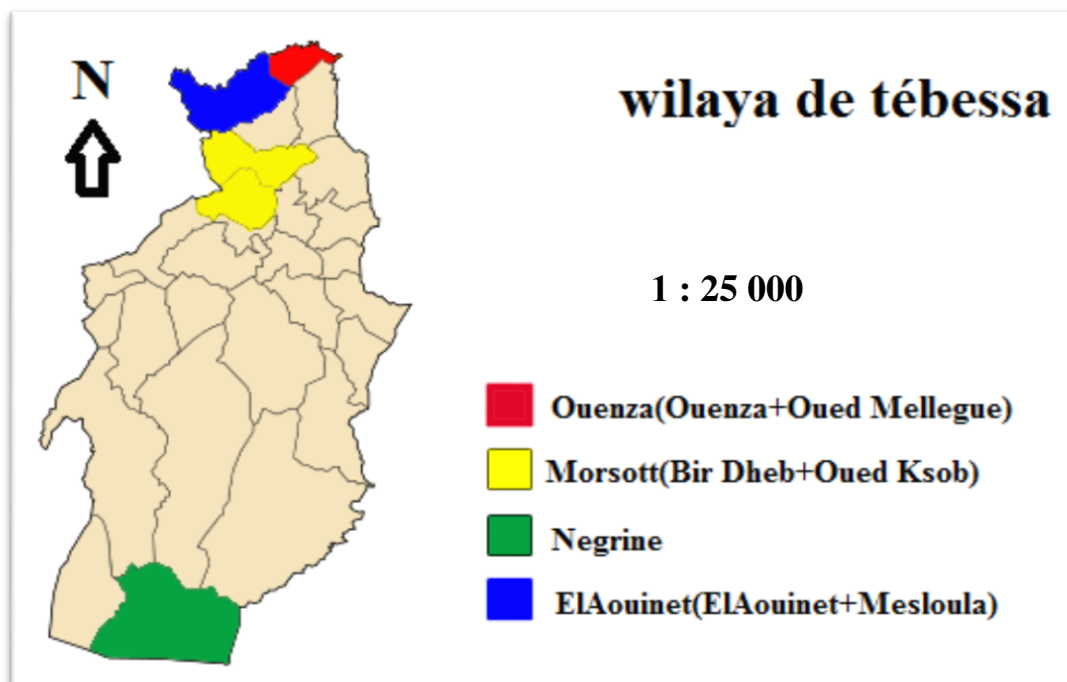 N
wilaya de tébessa
1 : 25 000
Ouenza(Ouenza+Oued Mellegue)
Morsott(Bir Dheb+Oued Ksob)
Negrine
ElAouinet(ElAouinet+Mesloula)